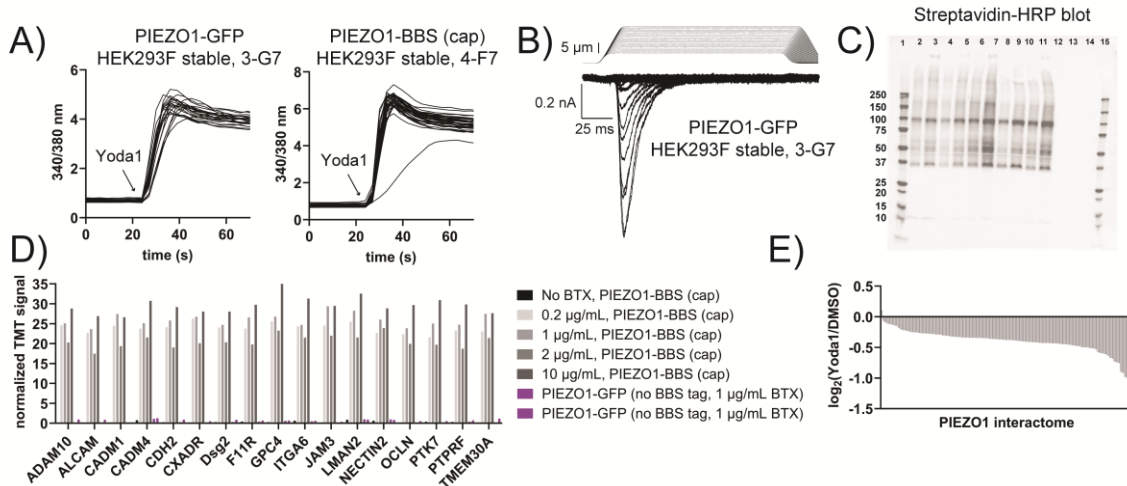 A)
PIEZO1-GFP
HEK293F stable, 3-G7
340/380 nm
6
4
2
0
Yoda1
0 20 40 60
time (s)
PIEZO1-BBS (cap)
HEK293F stable, 4-F7
340/380 nm
8
6
4
2
0
Yoda1
0 20 40 60
time (s)
B)
5 µm
0.2 nA
25 ms
PIEZO1-GFP
HEK293F stable, 3-G7
C)
Streptavidin-HRP blot
1 2 3 4 5 6 7 8 9 10 11 12 13 14 15
250
150
100
75
50
37
25
20
15
10
D)
normalized TMT signal
35
30
25
20
15
10
5
0
ADAM10
ALCAM
CADM1
CADM4
CDH2
CXADR
Dsg2
F11R
GPC4
ITGA6
JAM3
LMAN2
NECTIN2
OCLN
PTK7
PTPRF
TMEM30A
No BTX, PIEZO1-BBS (cap)
0.2 µg/mL, PIEZO1-BBS (cap)
1 µg/mL, PIEZO1-BBS (cap)
2 µg/mL, PIEZO1-BBS (cap)
10 µg/mL, PIEZO1-BBS (cap)
PIEZO1-GFP (no BBS tag, 1 µg/mL BTX)
PIEZO1-GFP (no BBS tag, 1 µg/mL BTX)
E)
log2(Yoda1/DMSO)
0.5
0.0
-0.5
-1.0
-1.5
PIEZO1 interactome